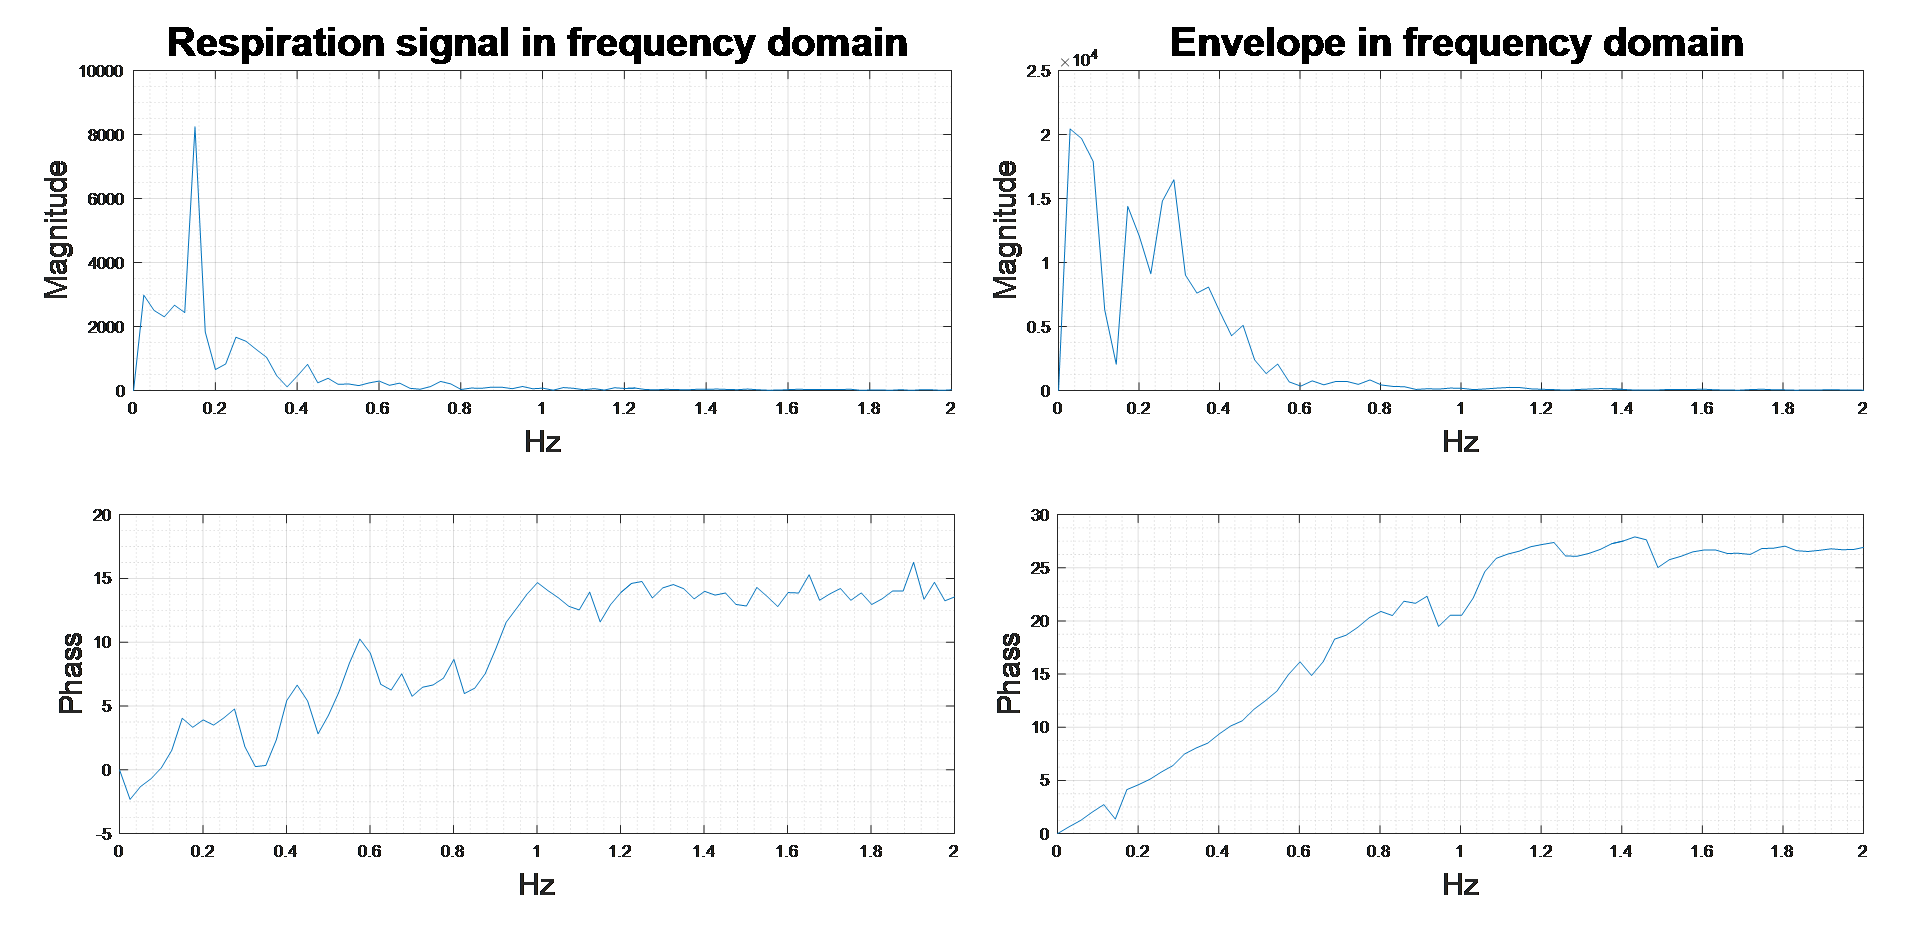 Respiration signal in frequency domain
10000
8000
6000
4000
2000
0
Magnitude
0 0.2 0.4 0.6 0.8 1 1.2 1.4 1.6 1.8 2
Hz
Envelope in frequency domain
×10⁴
2.5
2
1.5
1
0.5
0
Magnitude
0 0.2 0.4 0.6 0.8 1 1.2 1.4 1.6 1.8 2
Hz
20
15
10
5
0
-5
Phass
0 0.2 0.4 0.6 0.8 1 1.2 1.4 1.6 1.8 2
Hz
30
25
20
15
10
5
0
Phass
0 0.2 0.4 0.6 0.8 1 1.2 1.4 1.6 1.8 2
Hz